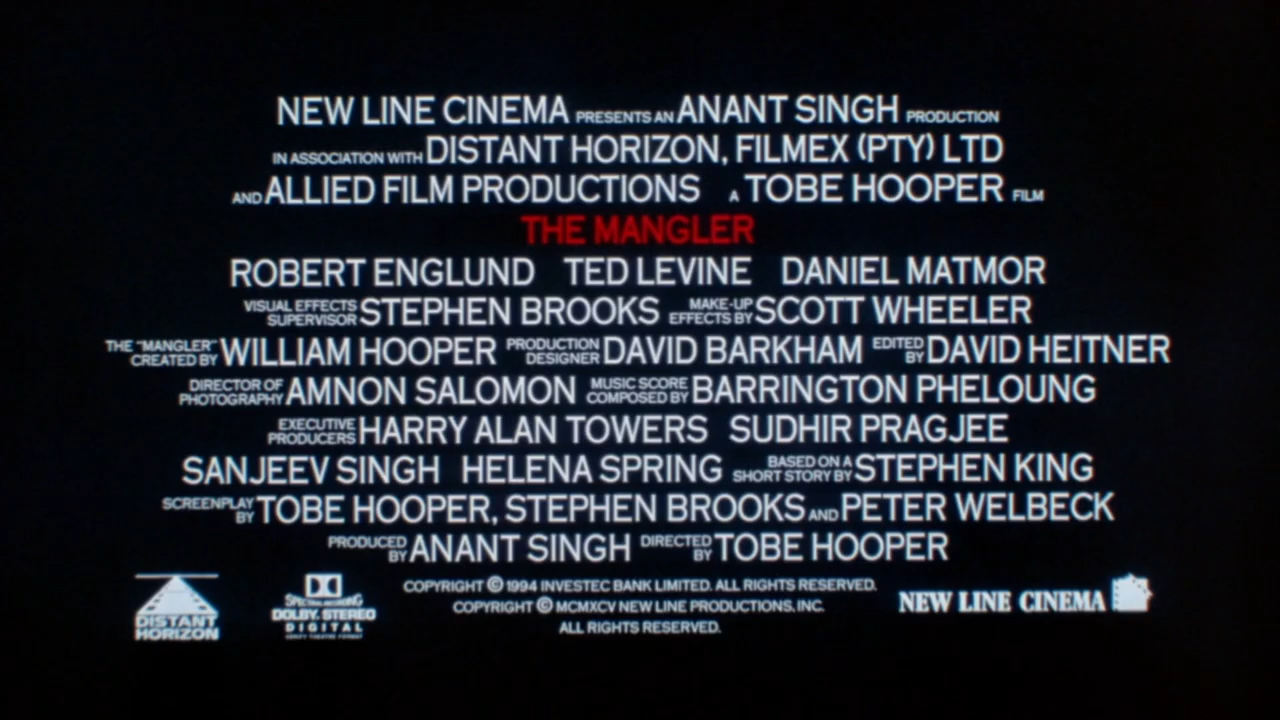 NEW LINE CINEMA PRESENTS AN ANANT SINGH PRODUCTION
IN ASSOCIATION WITH DISTANT HORIZON, FILMEX (PTY) LTD
AND ALLIED FILM PRODUCTIONS A TOBE HOOPER FILM
THE MANGLER
ROBERT ENGLUND TED LEVINE DANIEL MATMOR
VISUAL EFFECTS SUPERVISOR STEPHEN BROOKS MAKE-UP EFFECTS BY SCOTT WHEELER
THE "MANGLER" CREATED BY WILLIAM HOOPER PRODUCTION DESIGNER DAVID BARKHAM EDITED BY DAVID HEITNER
DIRECTOR OF PHOTOGRAPHY AMNON SALOMON MUSIC SCORE COMPOSED BY BARRINGTON PHELOUNG
EXECUTIVE PRODUCERS HARRY ALAN TOWERS SUDHIR PRAGJEE
SANJEEV SINGH HELENA SPRING BASED ON A SHORT STORY BY STEPHEN KING
SCREENPLAY BY TOBE HOOPER, STEPHEN BROOKS AND PETER WELBECK
PRODUCED BY ANANT SINGH DIRECTED BY TOBE HOOPER
DISTANT HORIZON
SPECTRAL RECORDING
DOLBY STEREO
DIGITAL
COPYRIGHT © 1994 INVESTEC BANK LIMITED. ALL RIGHTS RESERVED.
COPYRIGHT © MCMXCV NEW LINE PRODUCTIONS, INC.
ALL RIGHTS RESERVED.
NEW LINE CINEMA